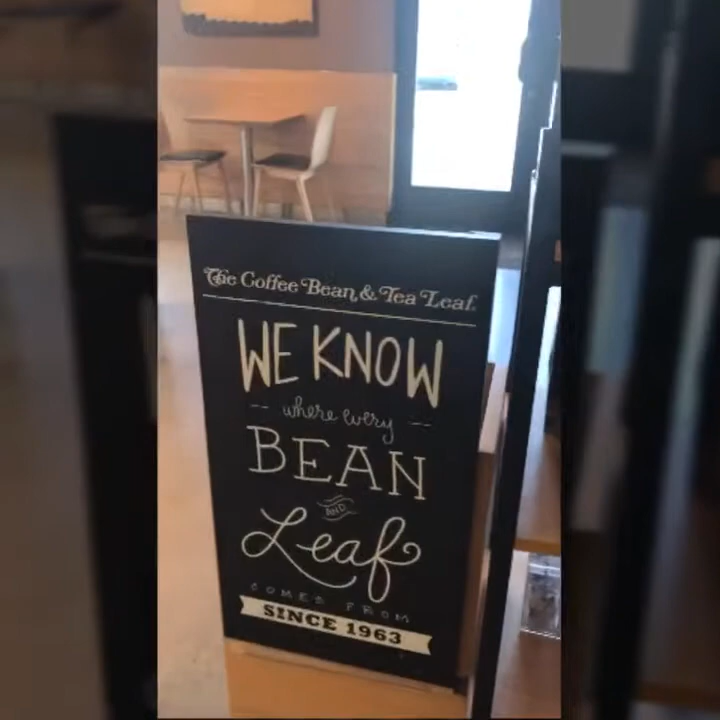 The Coffee Bean & Tea Leaf.
WE KNOW
where every
BEAN
AND
Leaf
COMES FROM
SINCE 1963